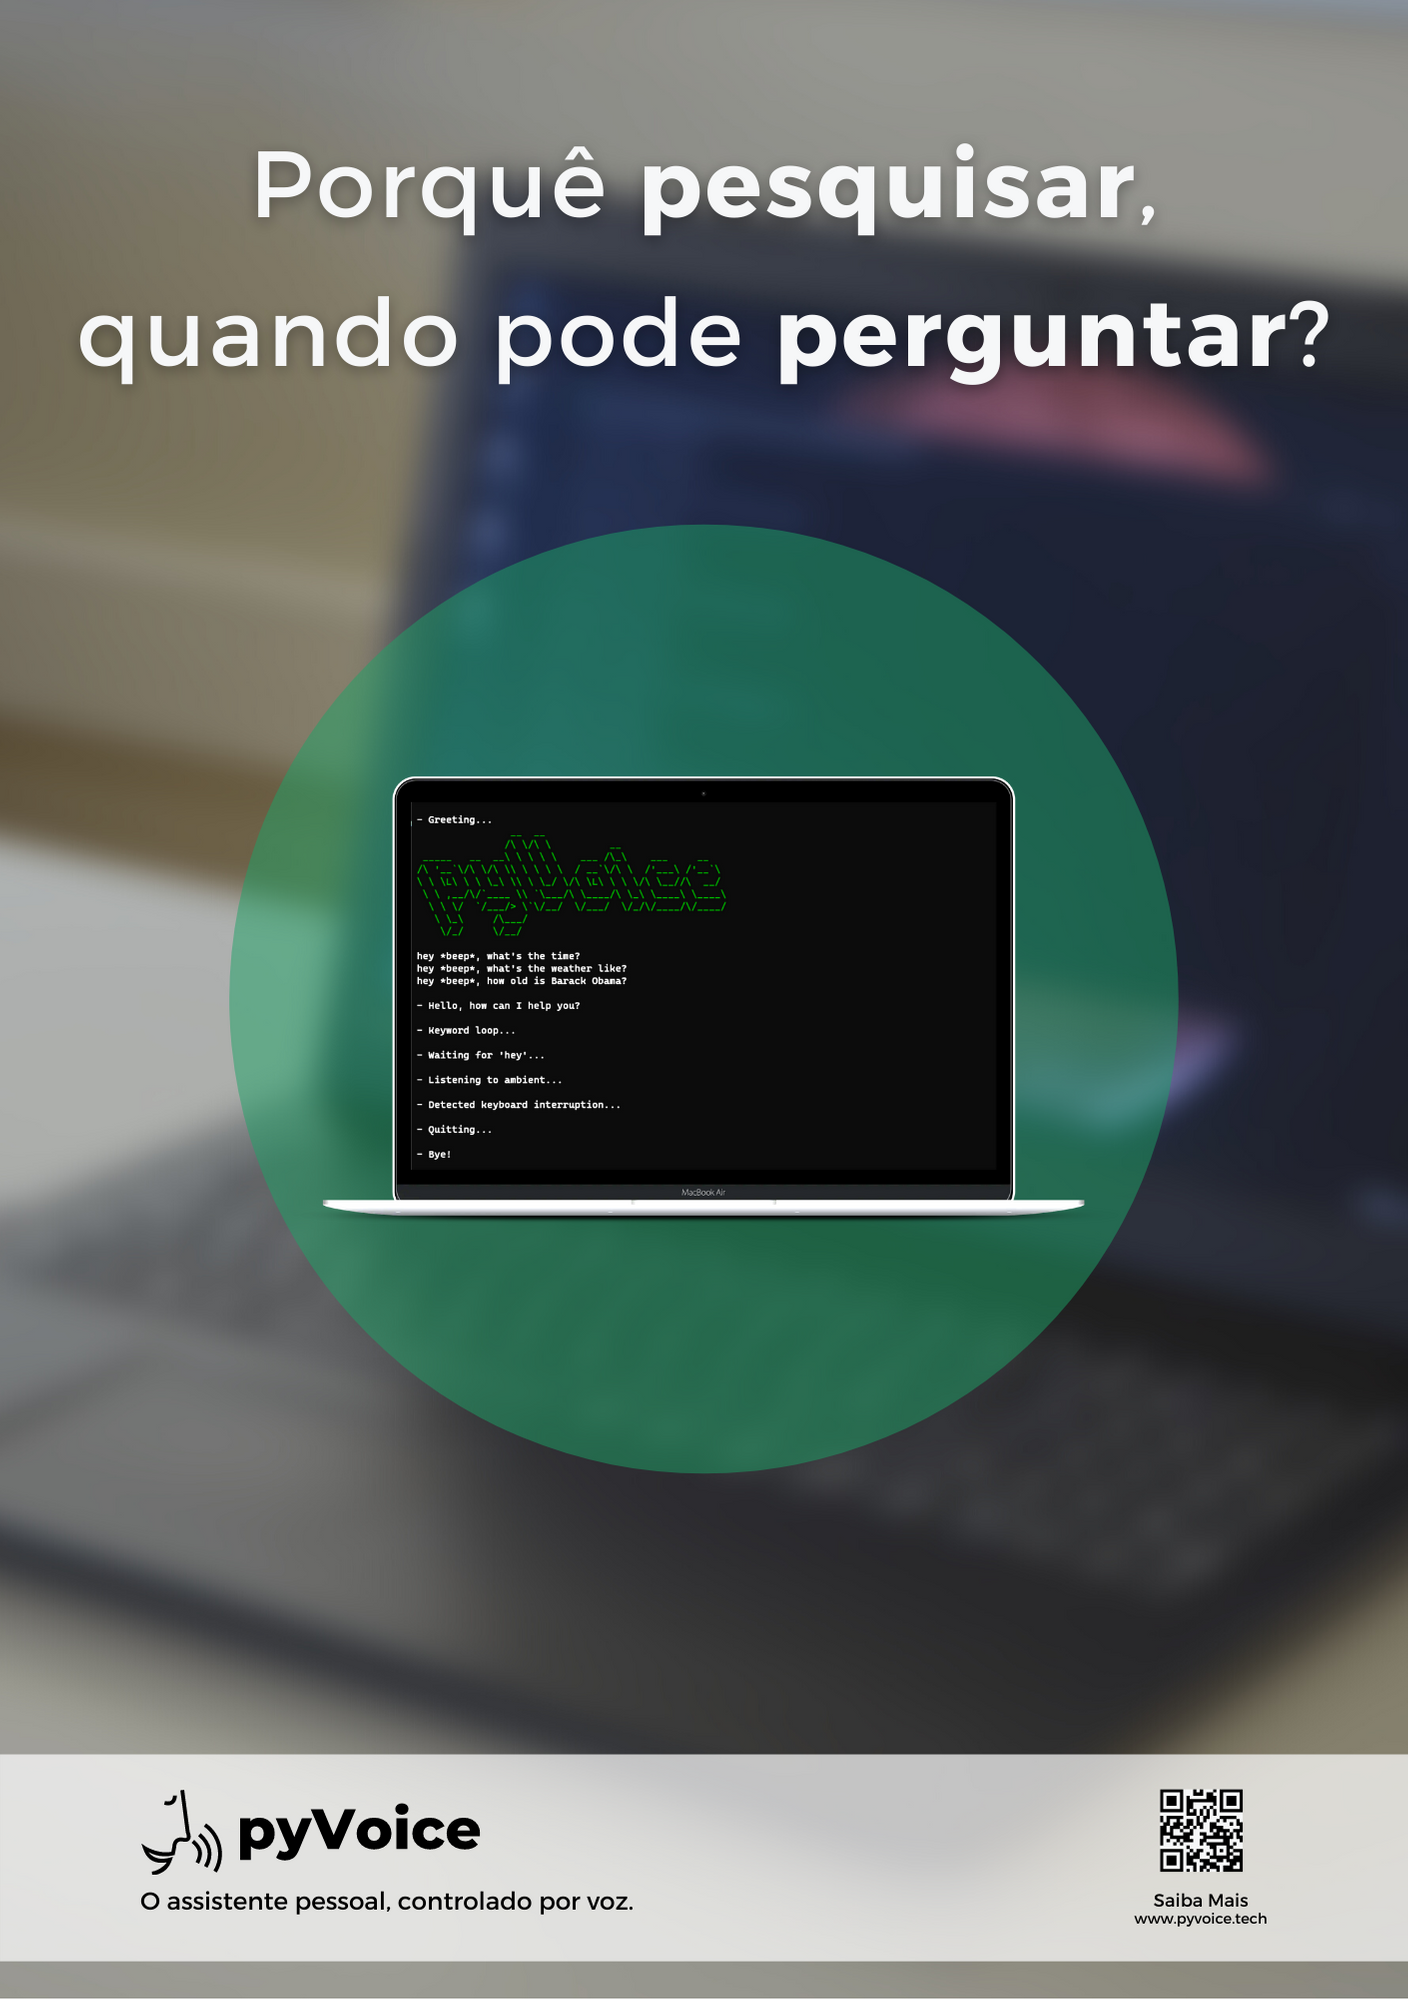 Porquê pesquisar,
quando pode perguntar?
- Greeting...
pyVoice
hey *beep*, what's the time?
hey *beep*, what's the weather like?
hey *beep*, how old is Barack Obama?
- Hello, how can I help you?
- Keyword loop...
- Waiting for 'hey'...
- Listening to ambient...
- Detected keyboard interruption...
- Quitting...
- Bye!
MacBook Air
pyVoice
O assistente pessoal, controlado por voz.
Saiba Mais
www.pyvoice.tech